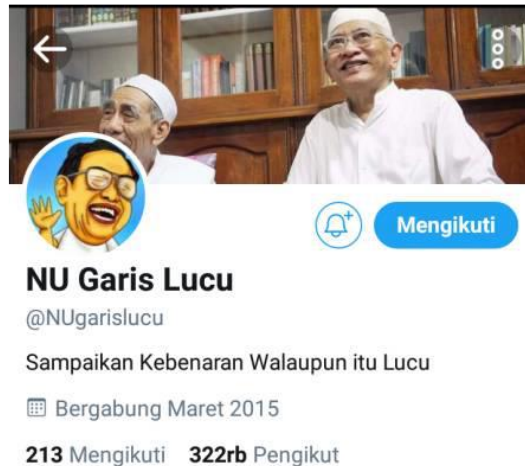 Mengikuti
NU Garis Lucu
@NUgarislucu
Sampaikan Kebenaran Walaupun itu Lucu
Bergabung Maret 2015
213 Mengikuti 322rb Pengikut